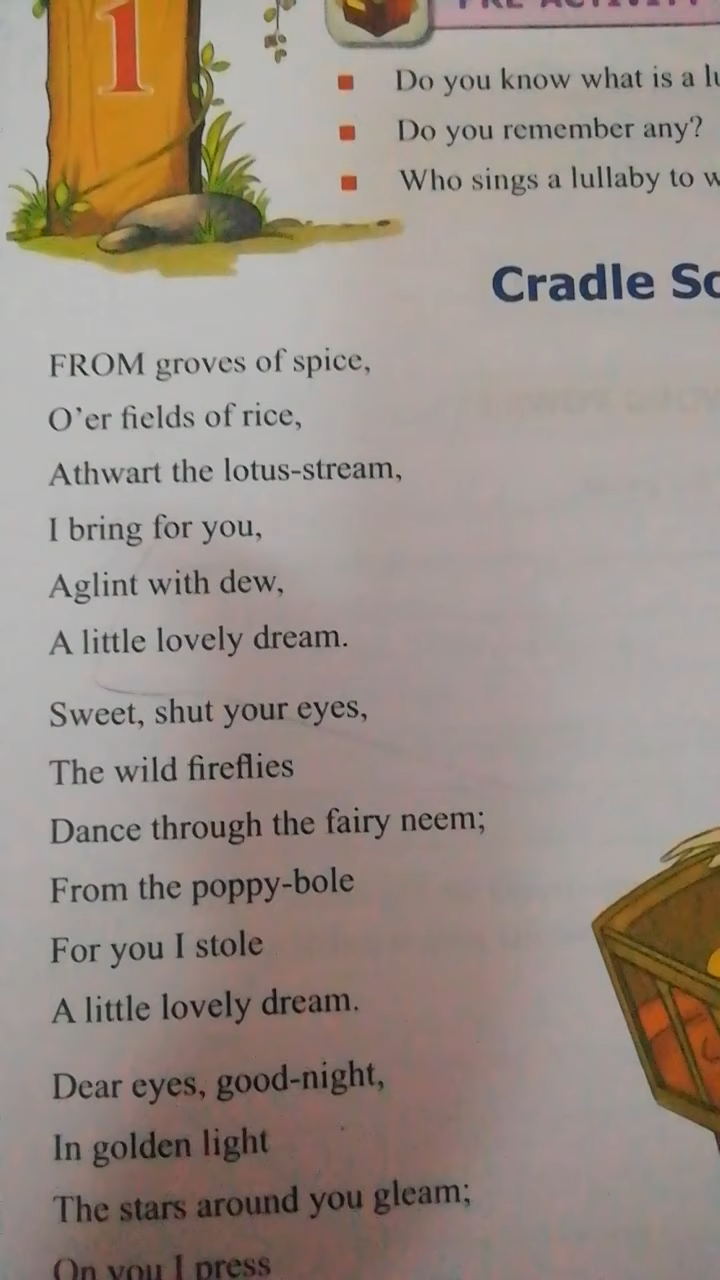 1
Do you know what is a
Do you remember any?
Who sings a lullaby to
Cradle
FROM groves of spice,
O'er fields of rice,
Athwart the lotus-stream,
I bring for you,
Aglint with dew,
A little lovely dream.
Sweet, shut your eyes,
The wild fireflies
Dance through the fairy neem;
From the poppy-bole
For you I stole
A little lovely dream.
Dear eyes, good-night,
In golden light
The stars around you gleam;
On you I press